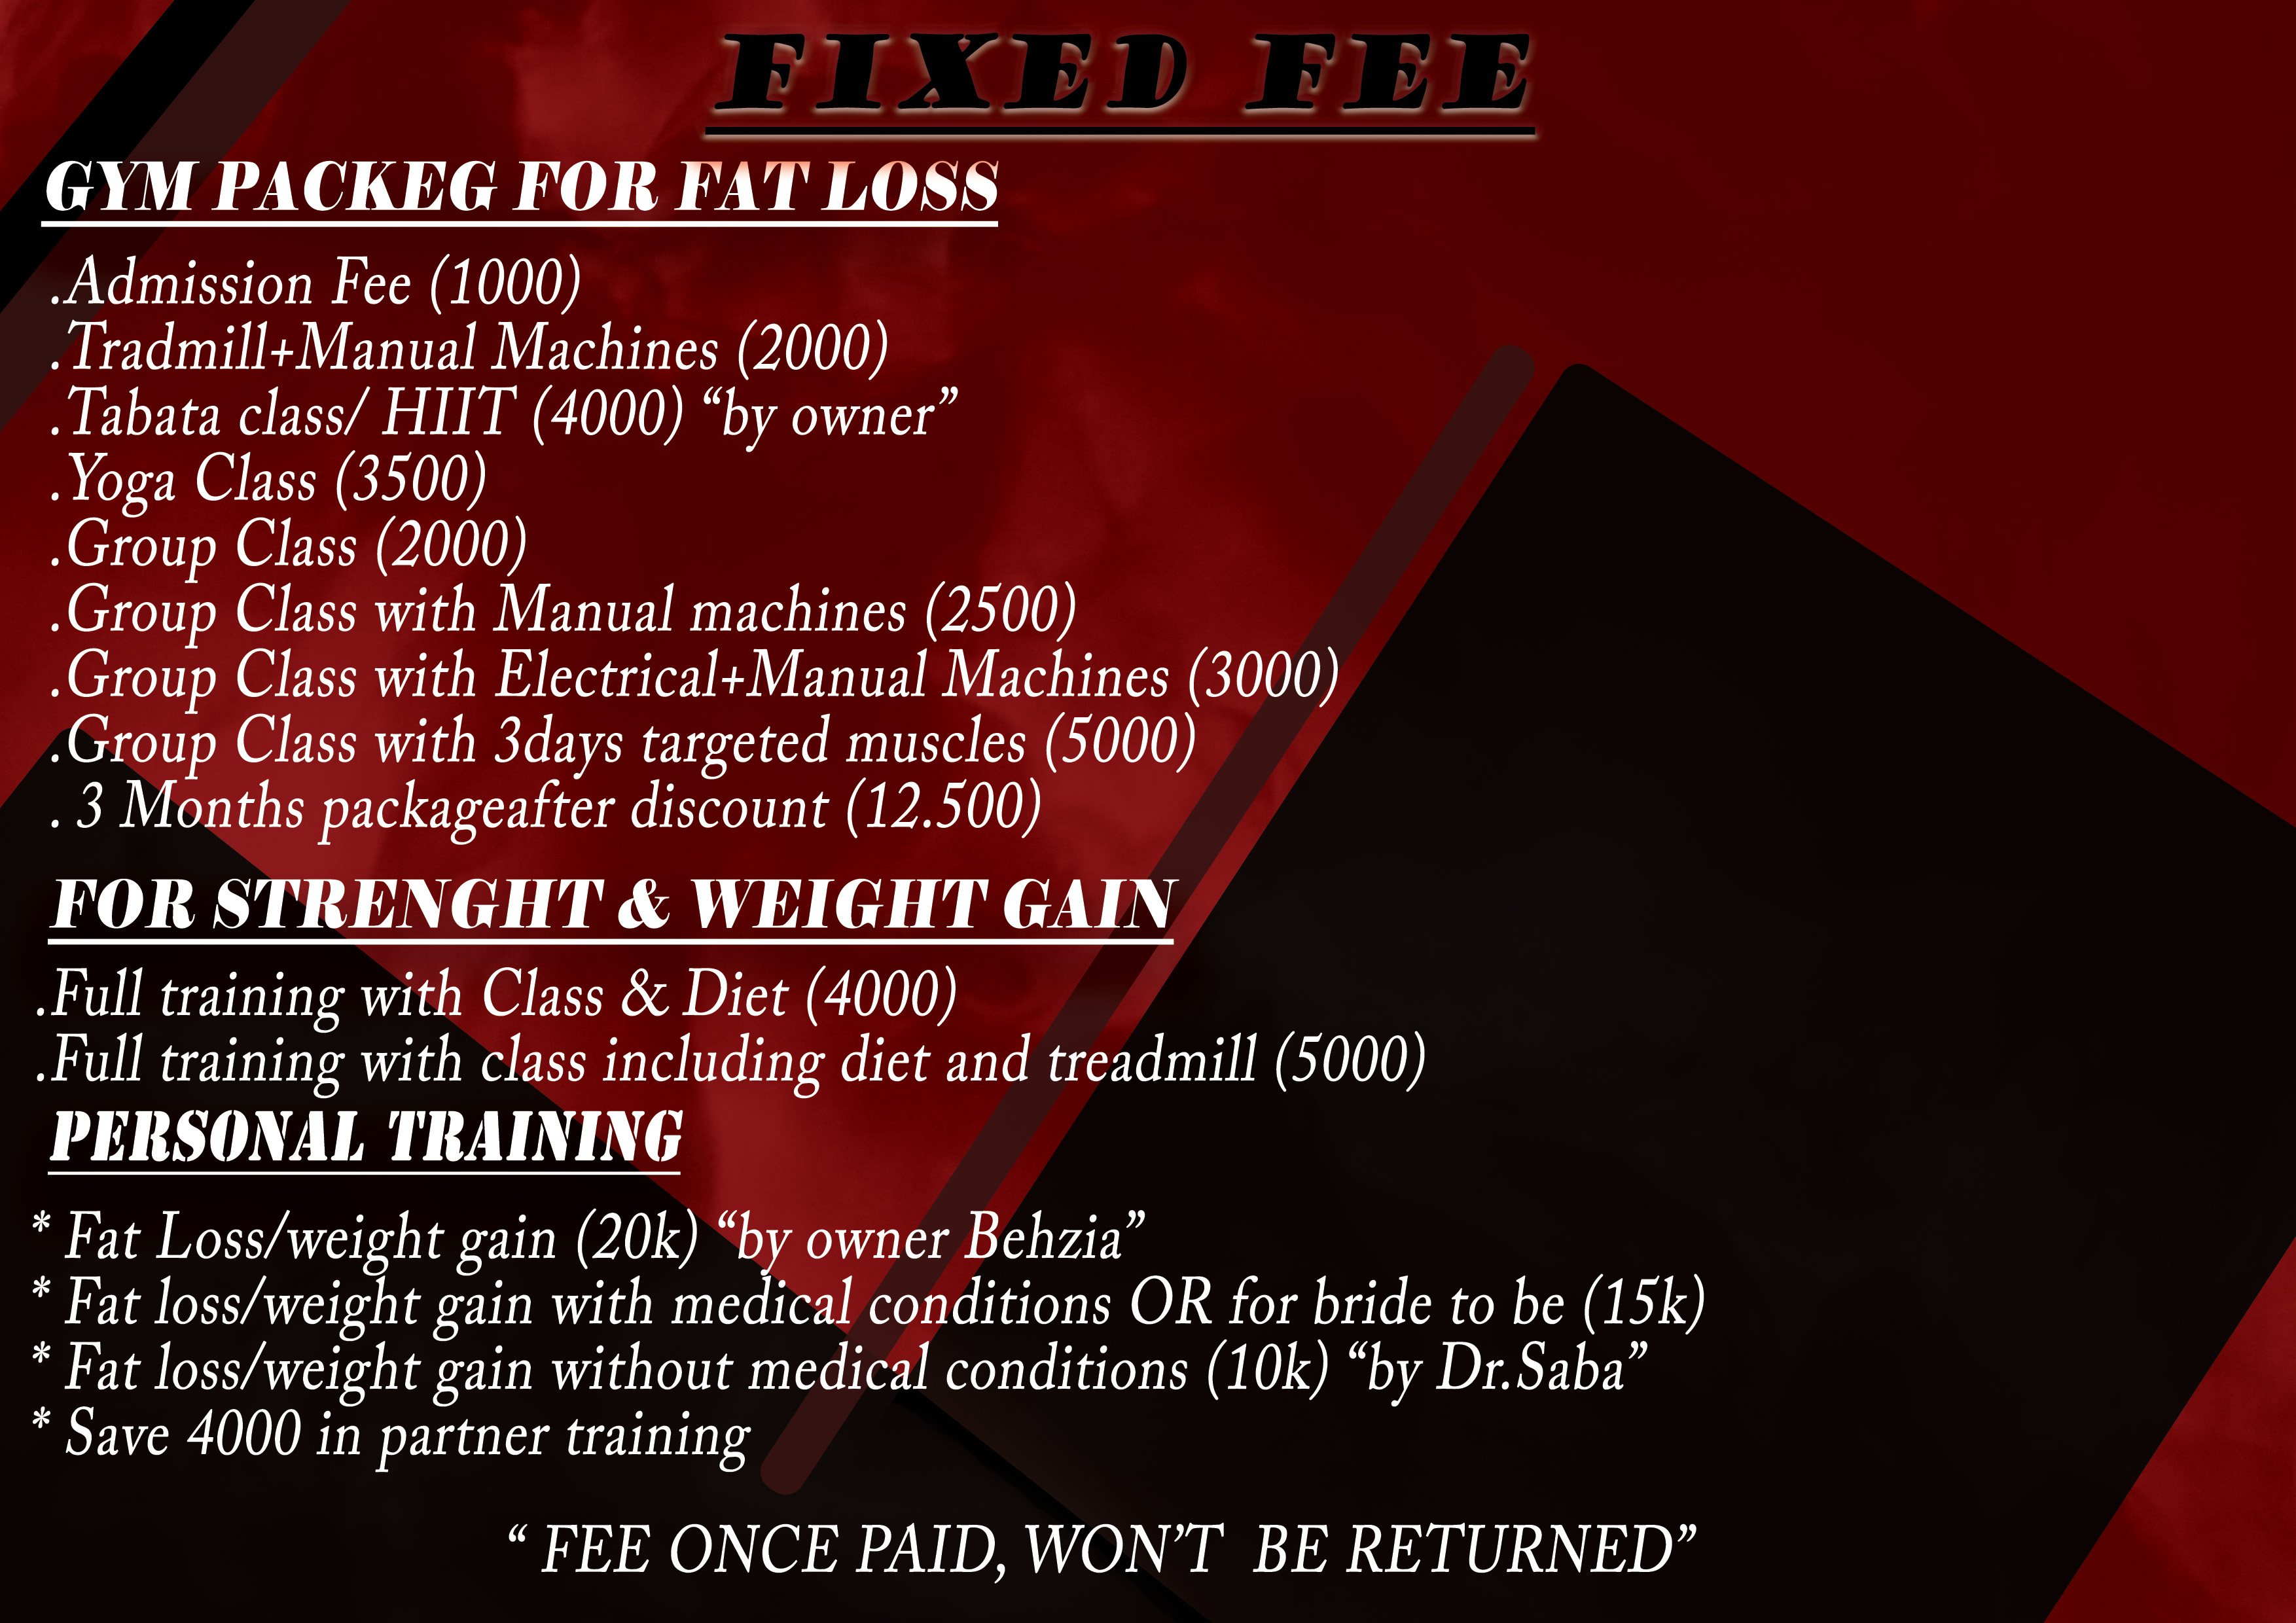 FIXED FEE
GYM PACKEG FOR FAT LOSS
.Admission Fee (1000)
.Tradmill+Manual Machines (2000)
.Tabata class/ HIIT (4000) “by owner”
.Yoga Class (3500)
.Group Class (2000)
.Group Class with Manual machines (2500)
.Group Class with Electrical+Manual Machines (3000)
.Group Class with 3days targeted muscles (5000)
. 3 Months packageafter discount (12.500)
FOR STRENGHT & WEIGHT GAIN
.Full training with Class & Diet (4000)
.Full training with class including diet and treadmill (5000)
PERSONAL TRAINING
* Fat Loss/weight gain (20k) “by owner Behzia”
* Fat loss/weight gain with medical conditions OR for bride to be (15k)
* Fat loss/weight gain without medical conditions (10k) “by Dr.Saba”
* Save 4000 in partner training
“ FEE ONCE PAID, WON’T BE RETURNED”